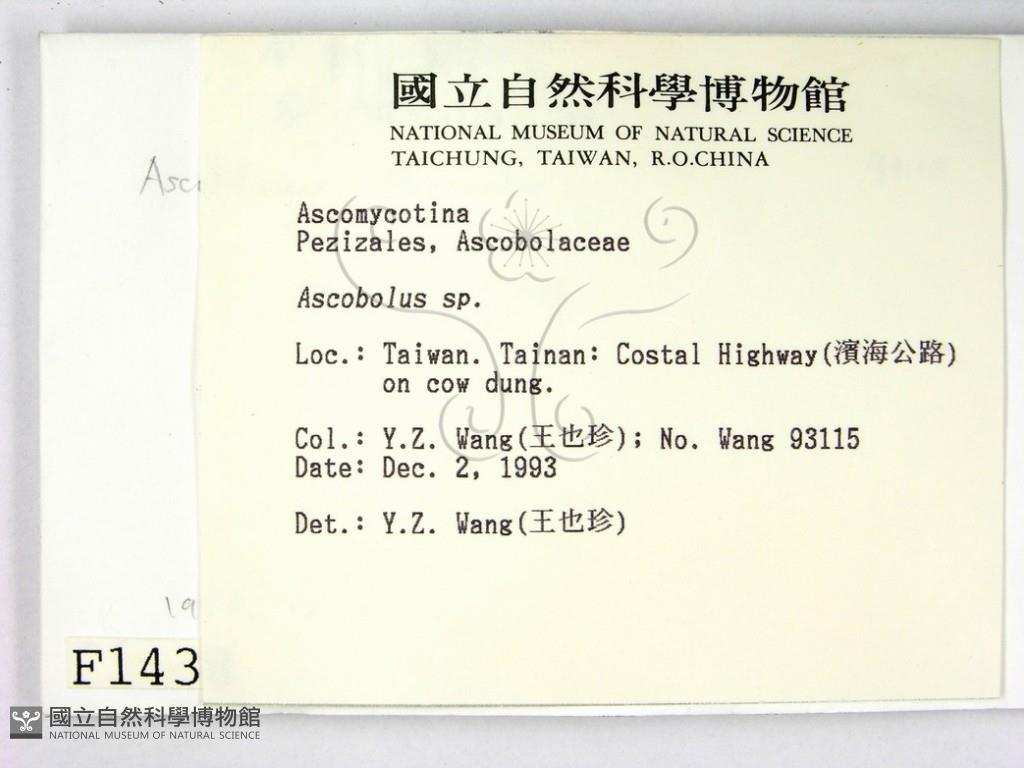 國立自然科學博物館
NATIONAL MUSEUM OF NATURAL SCIENCE
TAICHUNG, TAIWAN, R.O.CHINA
Ascomycotina
Pezizales, Ascobolaceae
Ascobolus sp.
Loc.: Taiwan. Tainan: Costal Highway(濱海公路)
on cow dung.
Col.: Y.Z. Wang(王也珍); No. Wang 93115
Date: Dec. 2, 1993
Det.: Y.Z. Wang(王也珍)
F143
國立自然科學博物館
NATIONAL MUSEUM OF NATURAL SCIENCE